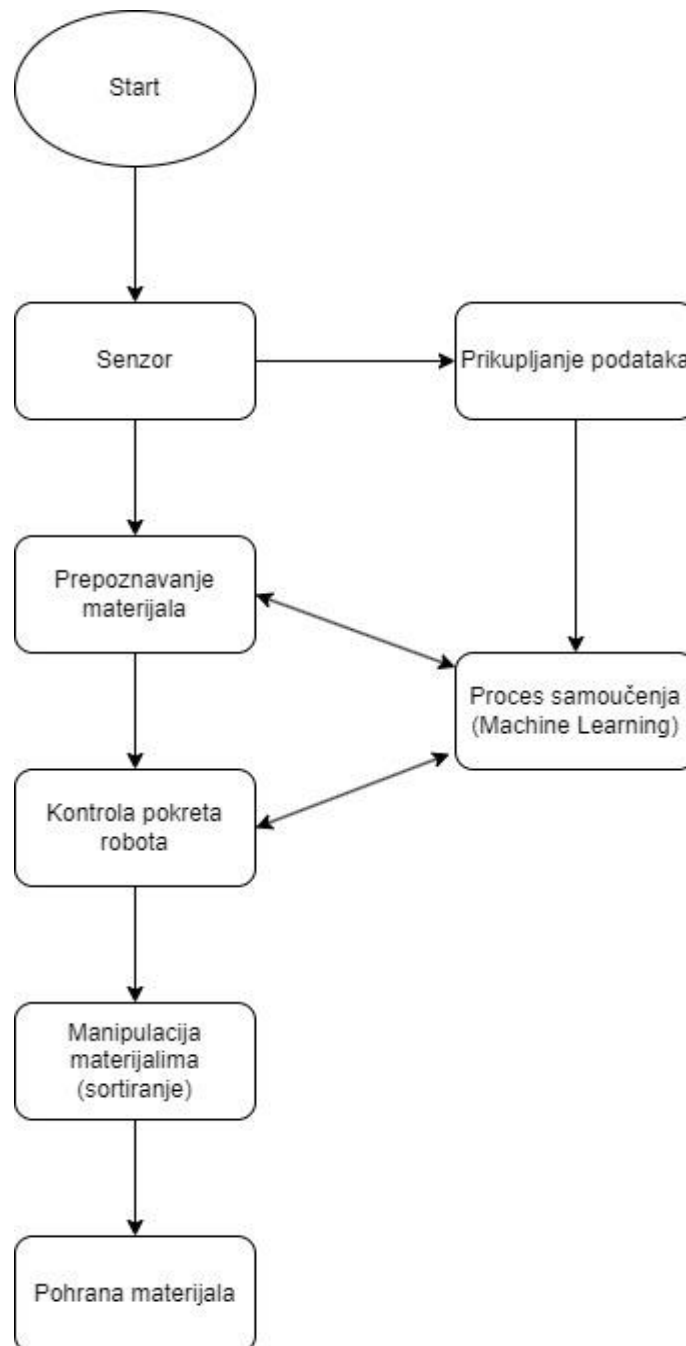 Start
Senzor
Prikupljanje podataka
Prepoznavanje
materijala
Proces samoučenja
(Machine Learning)
Kontrola pokreta
robota
Manipulacija
materijalima
(sortiranje)
Pohrana materijala